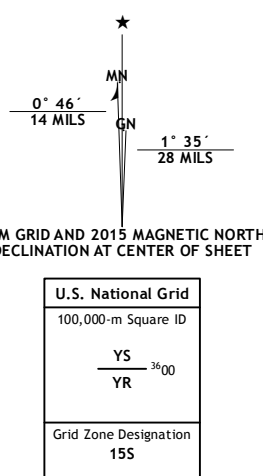 ★
MN
0° 46´
14 MILS
GN
1° 35´
28 MILS
M GRID AND 2015 MAGNETIC NORTH
DECLINATION AT CENTER OF SHEET
U.S. National Grid
100,000-m Square ID
YS
3600
YR
Grid Zone Designation
15S